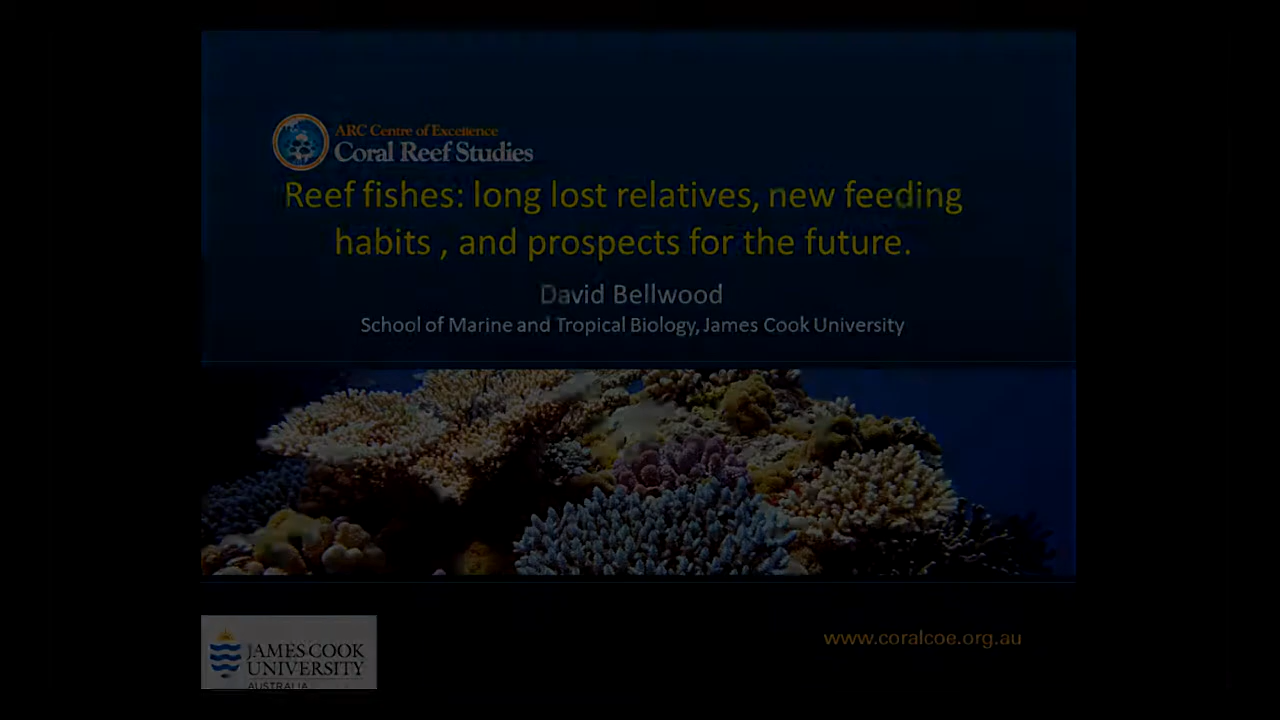 ARC Centre of Excellence
Coral Reef Studies
Reef fishes: long lost relatives, new feeding
habits , and prospects for the future.
David Bellwood
School of Marine and Tropical Biology, James Cook University
JAMES COOK
UNIVERSITY
AUSTRALIA
www.coralcoe.org.au